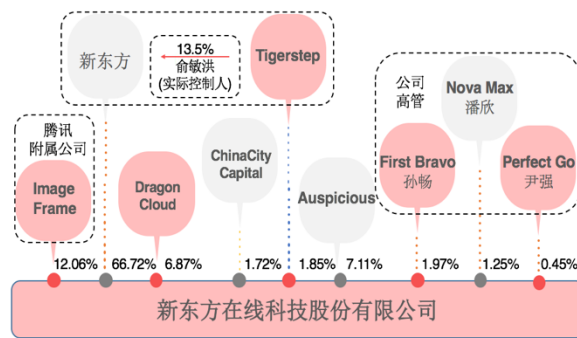 新东方
13.5%
俞敏洪
(实际控制人)
Tigerstep
腾讯
附属公司
Image
Frame
Dragon
Cloud
ChinaCity
Capital
Auspicious
公司
高管
First Bravo
孙畅
Nova Max
潘欣
Perfect Go
尹强
12.06%
66.72%
6.87%
1.72%
1.85%
7.11%
1.97%
1.25%
0.45%
新东方在线科技股份有限公司